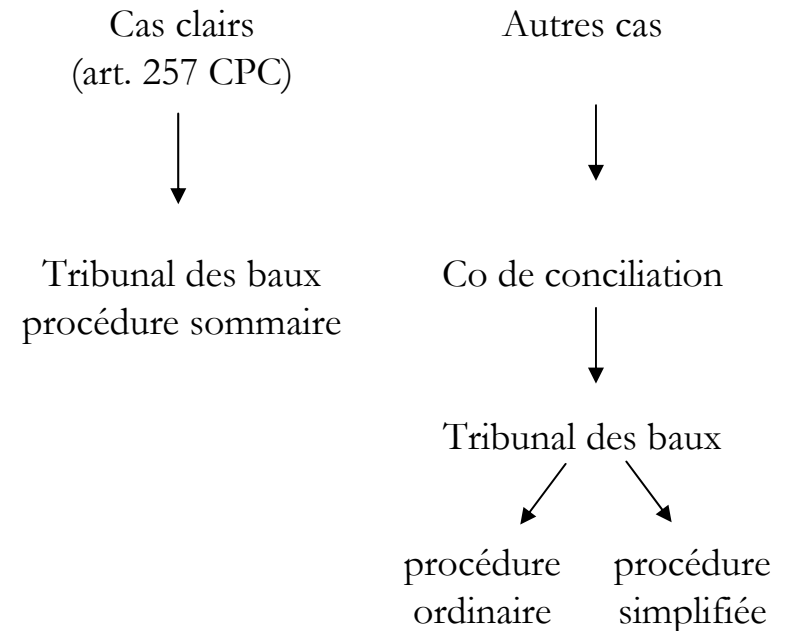 Cas clairs
(art. 257 CPC)
Autres cas
Tribunal des baux
procédure sommaire
Co de conciliation
Tribunal des baux
procédure
ordinaire
procédure
simplifiée